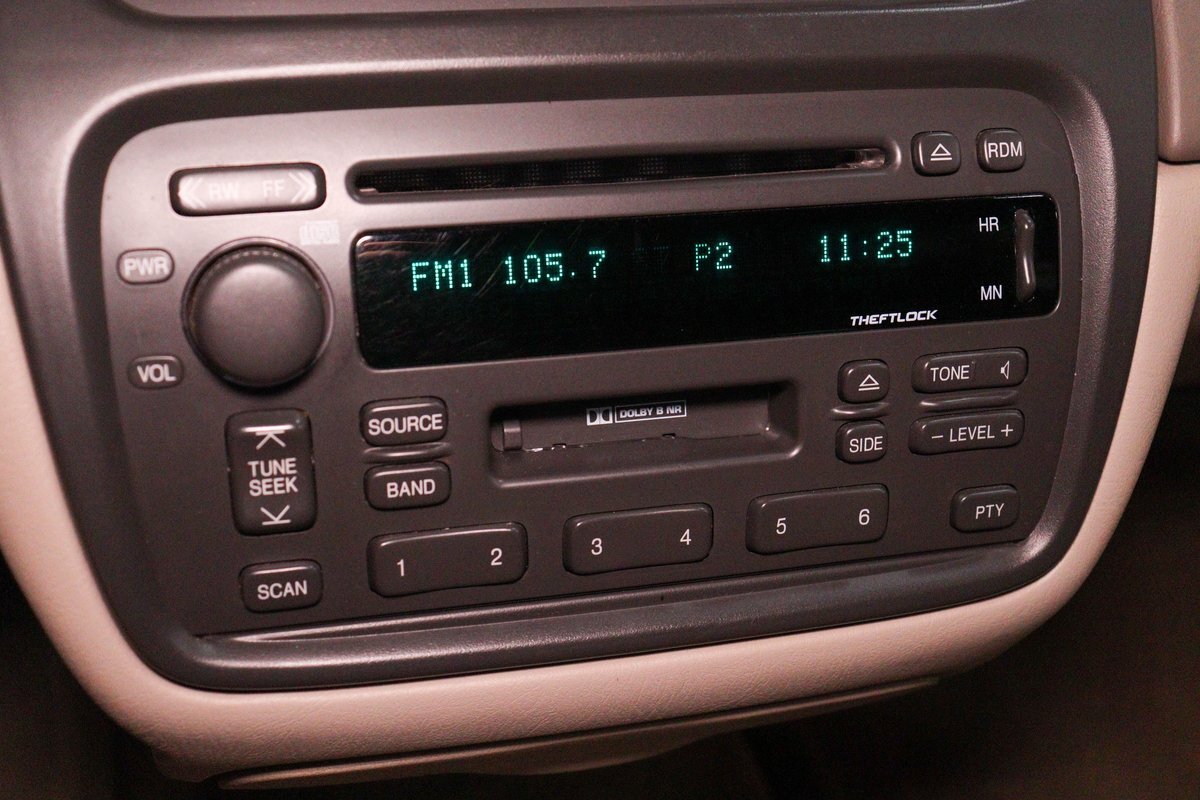 RW FF
RDM
PWR
FM1 105.7 P2 11:25
HR
MN
THEFTLOCK
VOL
SOURCE
DOLBY B NR
TONE
SIDE
- LEVEL +
TUNE
SEEK
BAND
1 2
3 4
5 6
PTY
SCAN